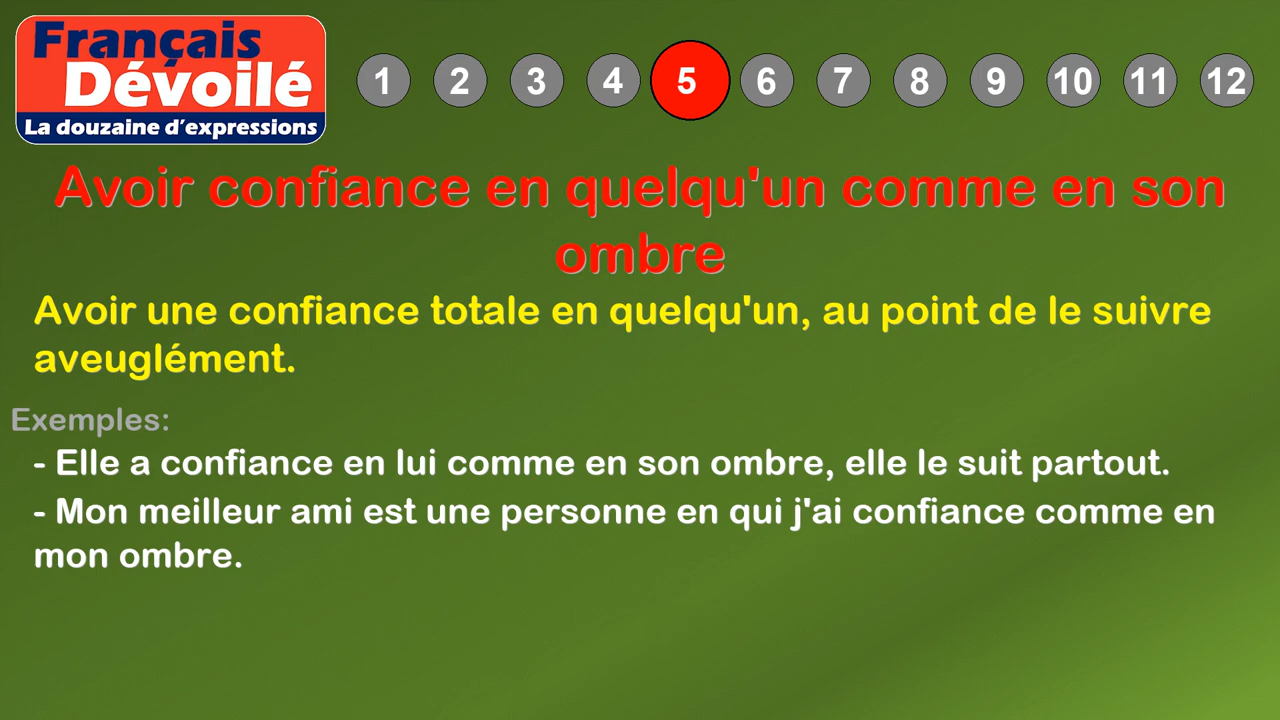 Français
Dévoilé
La douzaine d'expressions
1 2 3 4 5 6 7 8 9 10 11 12
Avoir confiance en quelqu'un comme en son
ombre
Avoir une confiance totale en quelqu'un, au point de le suivre
aveuglément.
Exemples:
- Elle a confiance en lui comme en son ombre, elle le suit partout.
- Mon meilleur ami est une personne en qui j'ai confiance comme en
mon ombre.